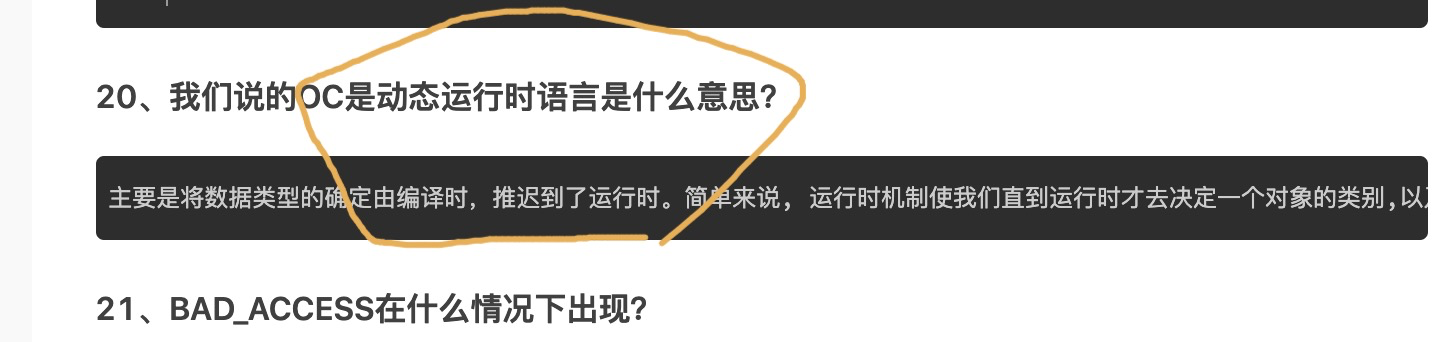 20、我们说的OC是动态运行时语言是什么意思?
主要是将数据类型的确定由编译时，推迟到了运行时。简单来说, 运行时机制使我们直到运行时才去决定一个对象的类别,以
21、BAD_ACCESS在什么情况下出现?